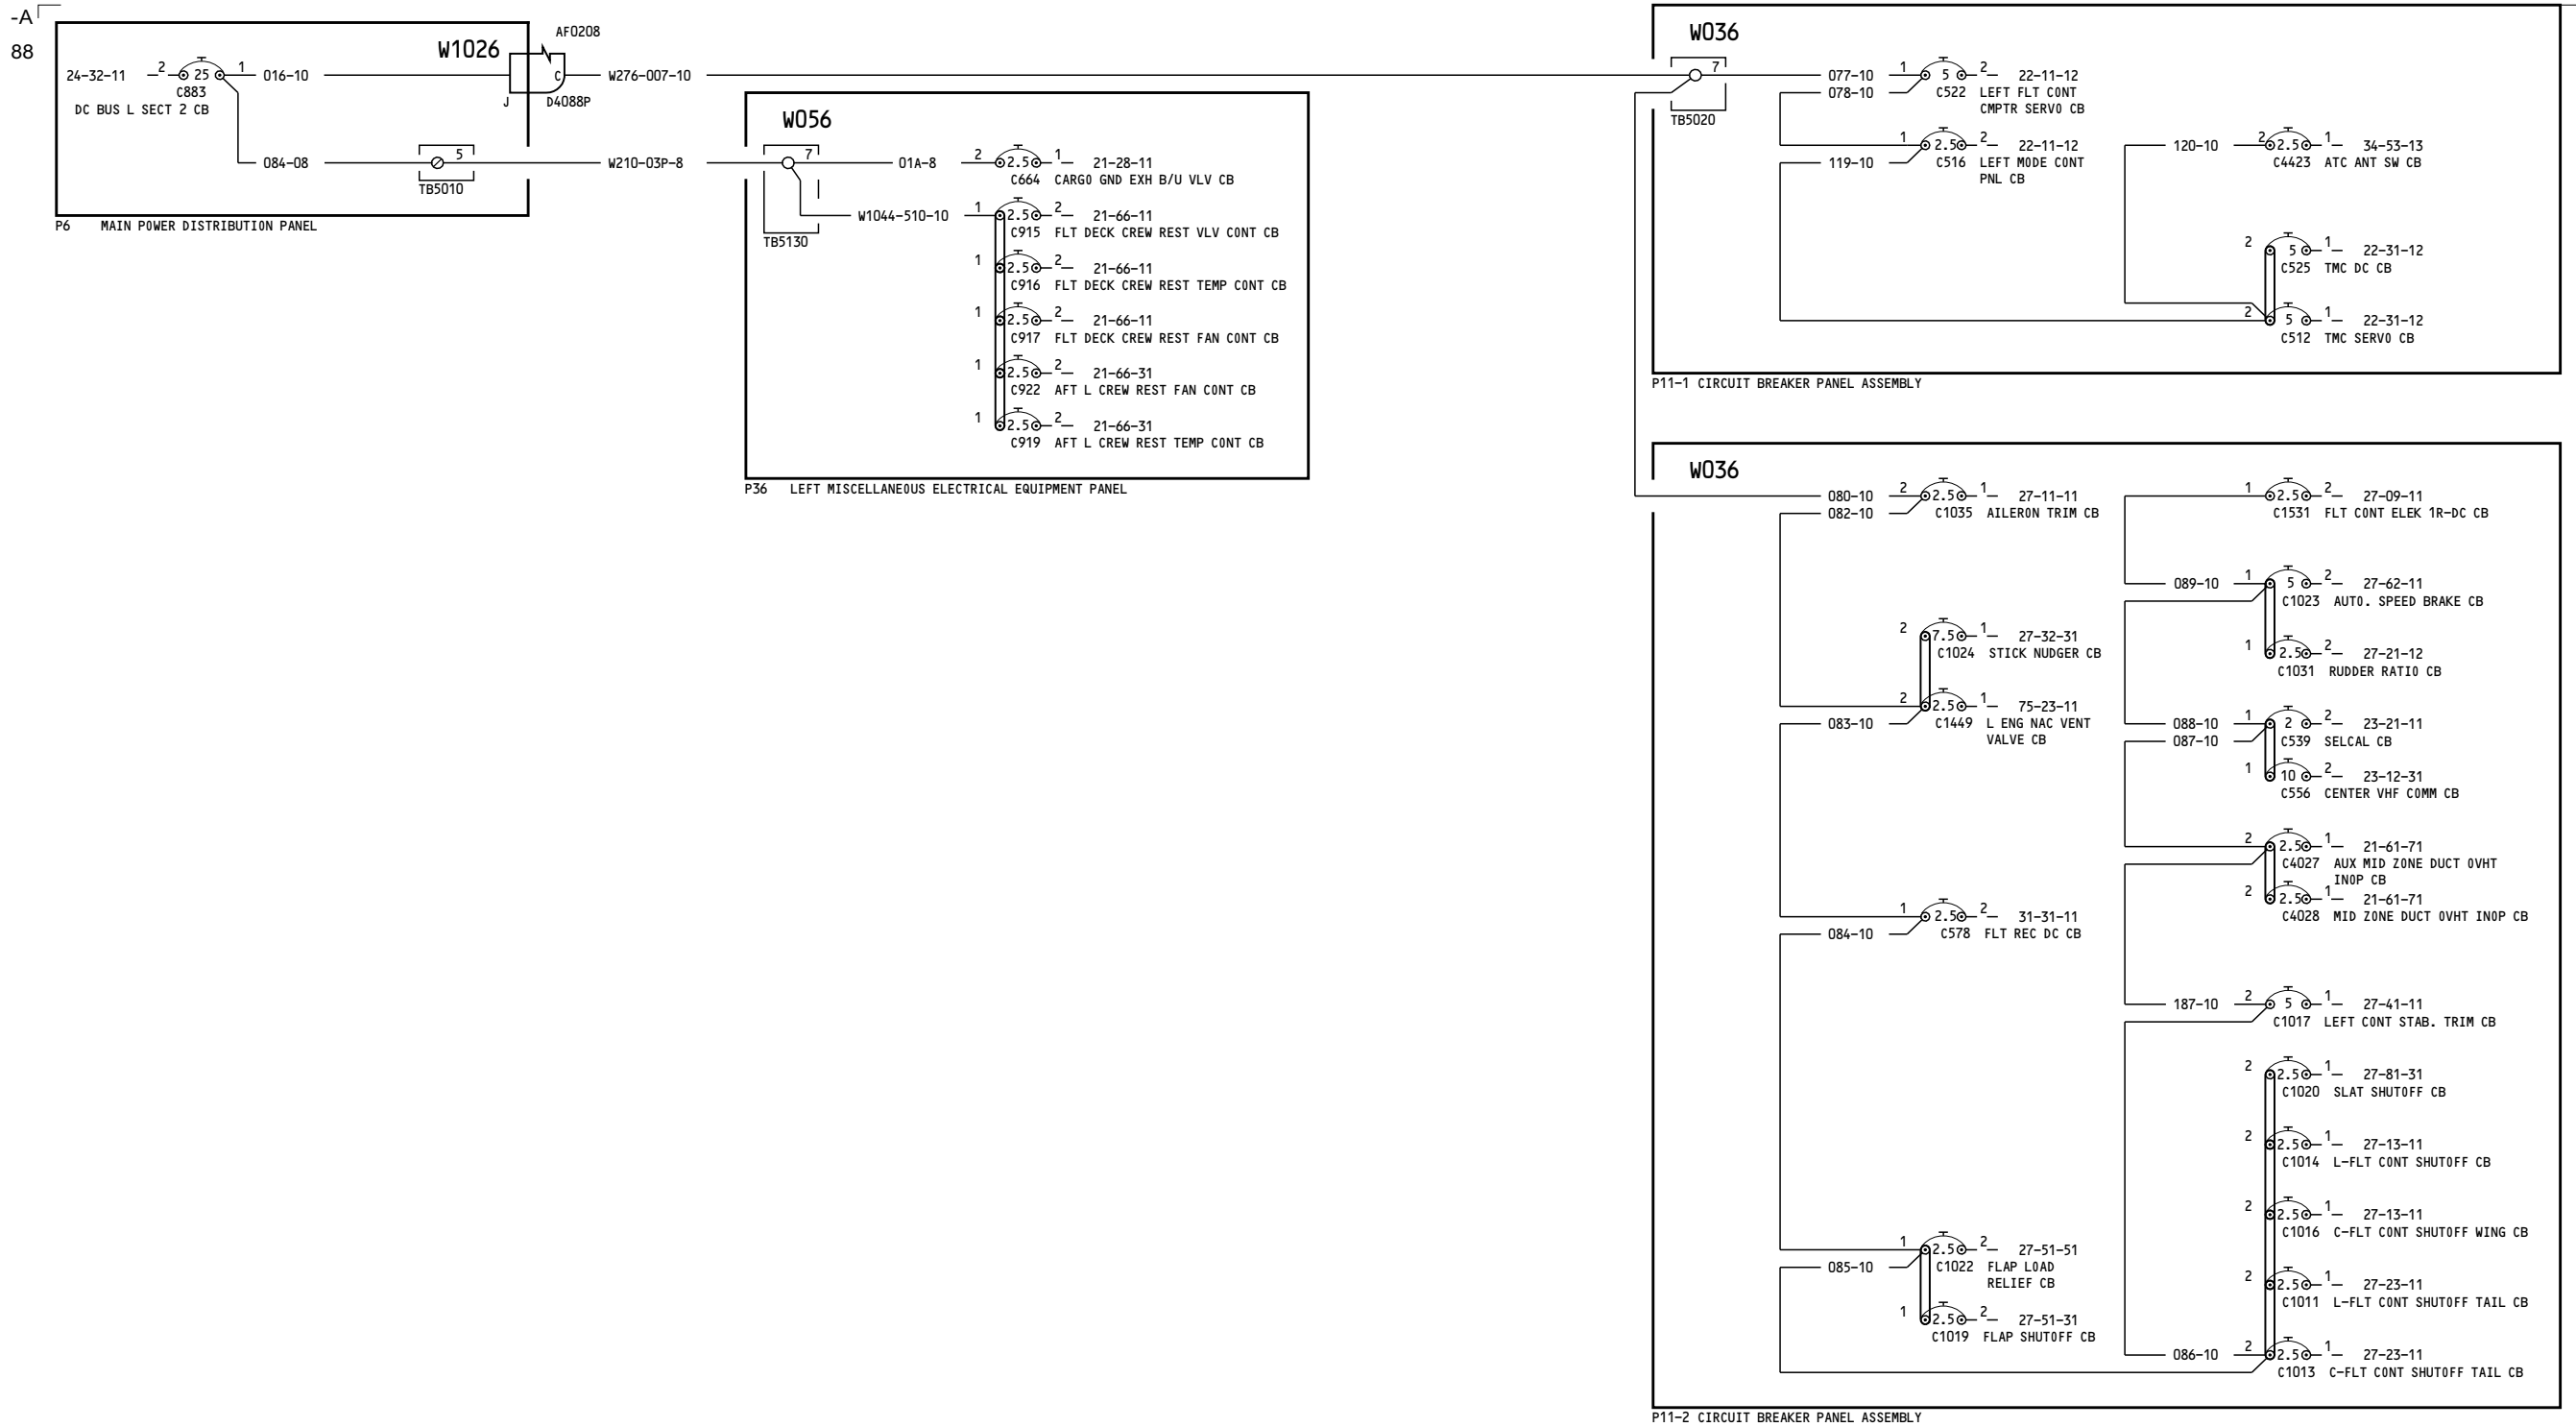 -A
88
W1026
AF0208
24-32-11
2
25
1
016-10
C883
DC BUS L SECT 2 CB
J
C
D4088P
W276-007-10
084-08
5
TB5010
W210-03P-8
P6 MAIN POWER DISTRIBUTION PANEL
W056
7
TB5130
01A-8
2
2.5
1
21-28-11
C664 CARGO GND EXH B/U VLV CB
W1044-510-10
1
2.5
2
21-66-11
C915 FLT DECK CREW REST VLV CONT CB
1
2.5
2
21-66-11
C916 FLT DECK CREW REST TEMP CONT CB
1
2.5
2
21-66-11
C917 FLT DECK CREW REST FAN CONT CB
1
2.5
2
21-66-31
C922 AFT L CREW REST FAN CONT CB
1
2.5
2
21-66-31
C919 AFT L CREW REST TEMP CONT CB
P36 LEFT MISCELLANEOUS ELECTRICAL EQUIPMENT PANEL
W036
7
TB5020
077-10
1
5
2
22-11-12
078-10
C522 LEFT FLT CONT
CMPTR SERVO CB
1
2.5
2
22-11-12
119-10
C516 LEFT MODE CONT
PNL CB
120-10
2
2.5
1
34-53-13
C4423 ATC ANT SW CB
2
5
1
22-31-12
C525 TMC DC CB
2
5
1
22-31-12
C512 TMC SERVO CB
P11-1 CIRCUIT BREAKER PANEL ASSEMBLY
W036
080-10
2
2.5
1
27-11-11
082-10
C1035 AILERON TRIM CB
2
7.5
1
27-32-31
C1024 STICK NUDGER CB
2
2.5
1
75-23-11
083-10
C1449 L ENG NAC VENT
VALVE CB
1
2.5
2
31-31-11
084-10
C578 FLT REC DC CB
1
2.5
2
27-51-51
085-10
C1022 FLAP LOAD
RELIEF CB
1
2.5
2
27-51-31
C1019 FLAP SHUTOFF CB
1
2.5
2
27-09-11
C1531 FLT CONT ELEK 1R-DC CB
089-10
1
5
2
27-62-11
C1023 AUTO. SPEED BRAKE CB
1
2.5
2
27-21-12
C1031 RUDDER RATIO CB
088-10
1
2
2
23-21-11
087-10
C539 SELCAL CB
1
10
2
23-12-31
C556 CENTER VHF COMM CB
2
2.5
1
21-61-71
C4027 AUX MID ZONE DUCT OVHT
INOP CB
2
2.5
1
21-61-71
C4028 MID ZONE DUCT OVHT INOP CB
187-10
2
5
1
27-41-11
C1017 LEFT CONT STAB. TRIM CB
2
2.5
1
27-81-31
C1020 SLAT SHUTOFF CB
2
2.5
1
27-13-11
C1014 L-FLT CONT SHUTOFF CB
2
2.5
1
27-13-11
C1016 C-FLT CONT SHUTOFF WING CB
2
2.5
1
27-23-11
C1011 L-FLT CONT SHUTOFF TAIL CB
086-10
2
2.5
1
27-23-11
C1013 C-FLT CONT SHUTOFF TAIL CB
P11-2 CIRCUIT BREAKER PANEL ASSEMBLY